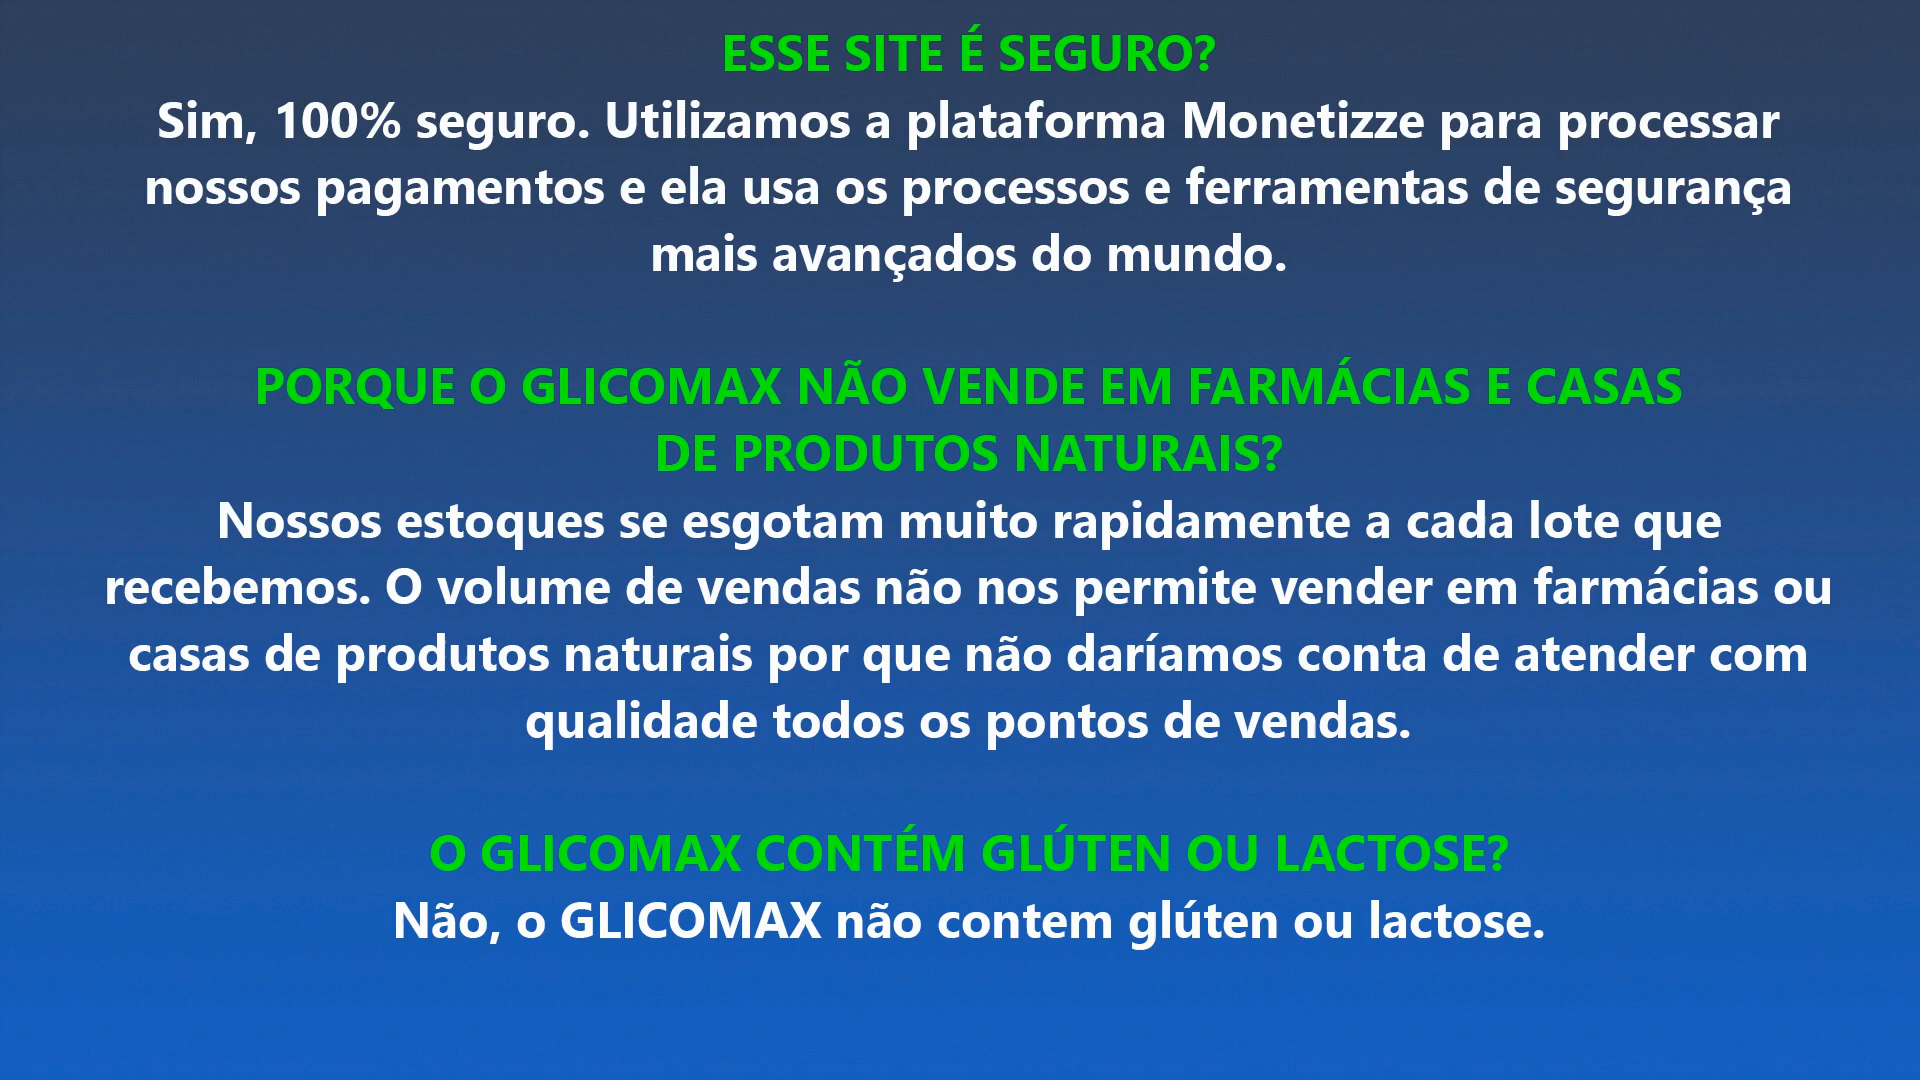 ESSE SITE É SEGURO?
Sim, 100% seguro. Utilizamos a plataforma Monetizze para processar
nossos pagamentos e ela usa os processos e ferramentas de segurança
mais avançados do mundo.
PORQUE O GLICOMAX NÃO VENDE EM FARMÁCIAS E CASAS
DE PRODUTOS NATURAIS?
Nossos estoques se esgotam muito rapidamente a cada lote que
recebemos. O volume de vendas não nos permite vender em farmácias ou
casas de produtos naturais por que não daríamos conta de atender com
qualidade todos os pontos de vendas.
O GLICOMAX CONTÉM GLÚTEN OU LACTOSE?
Não, o GLICOMAX não contem glúten ou lactose.